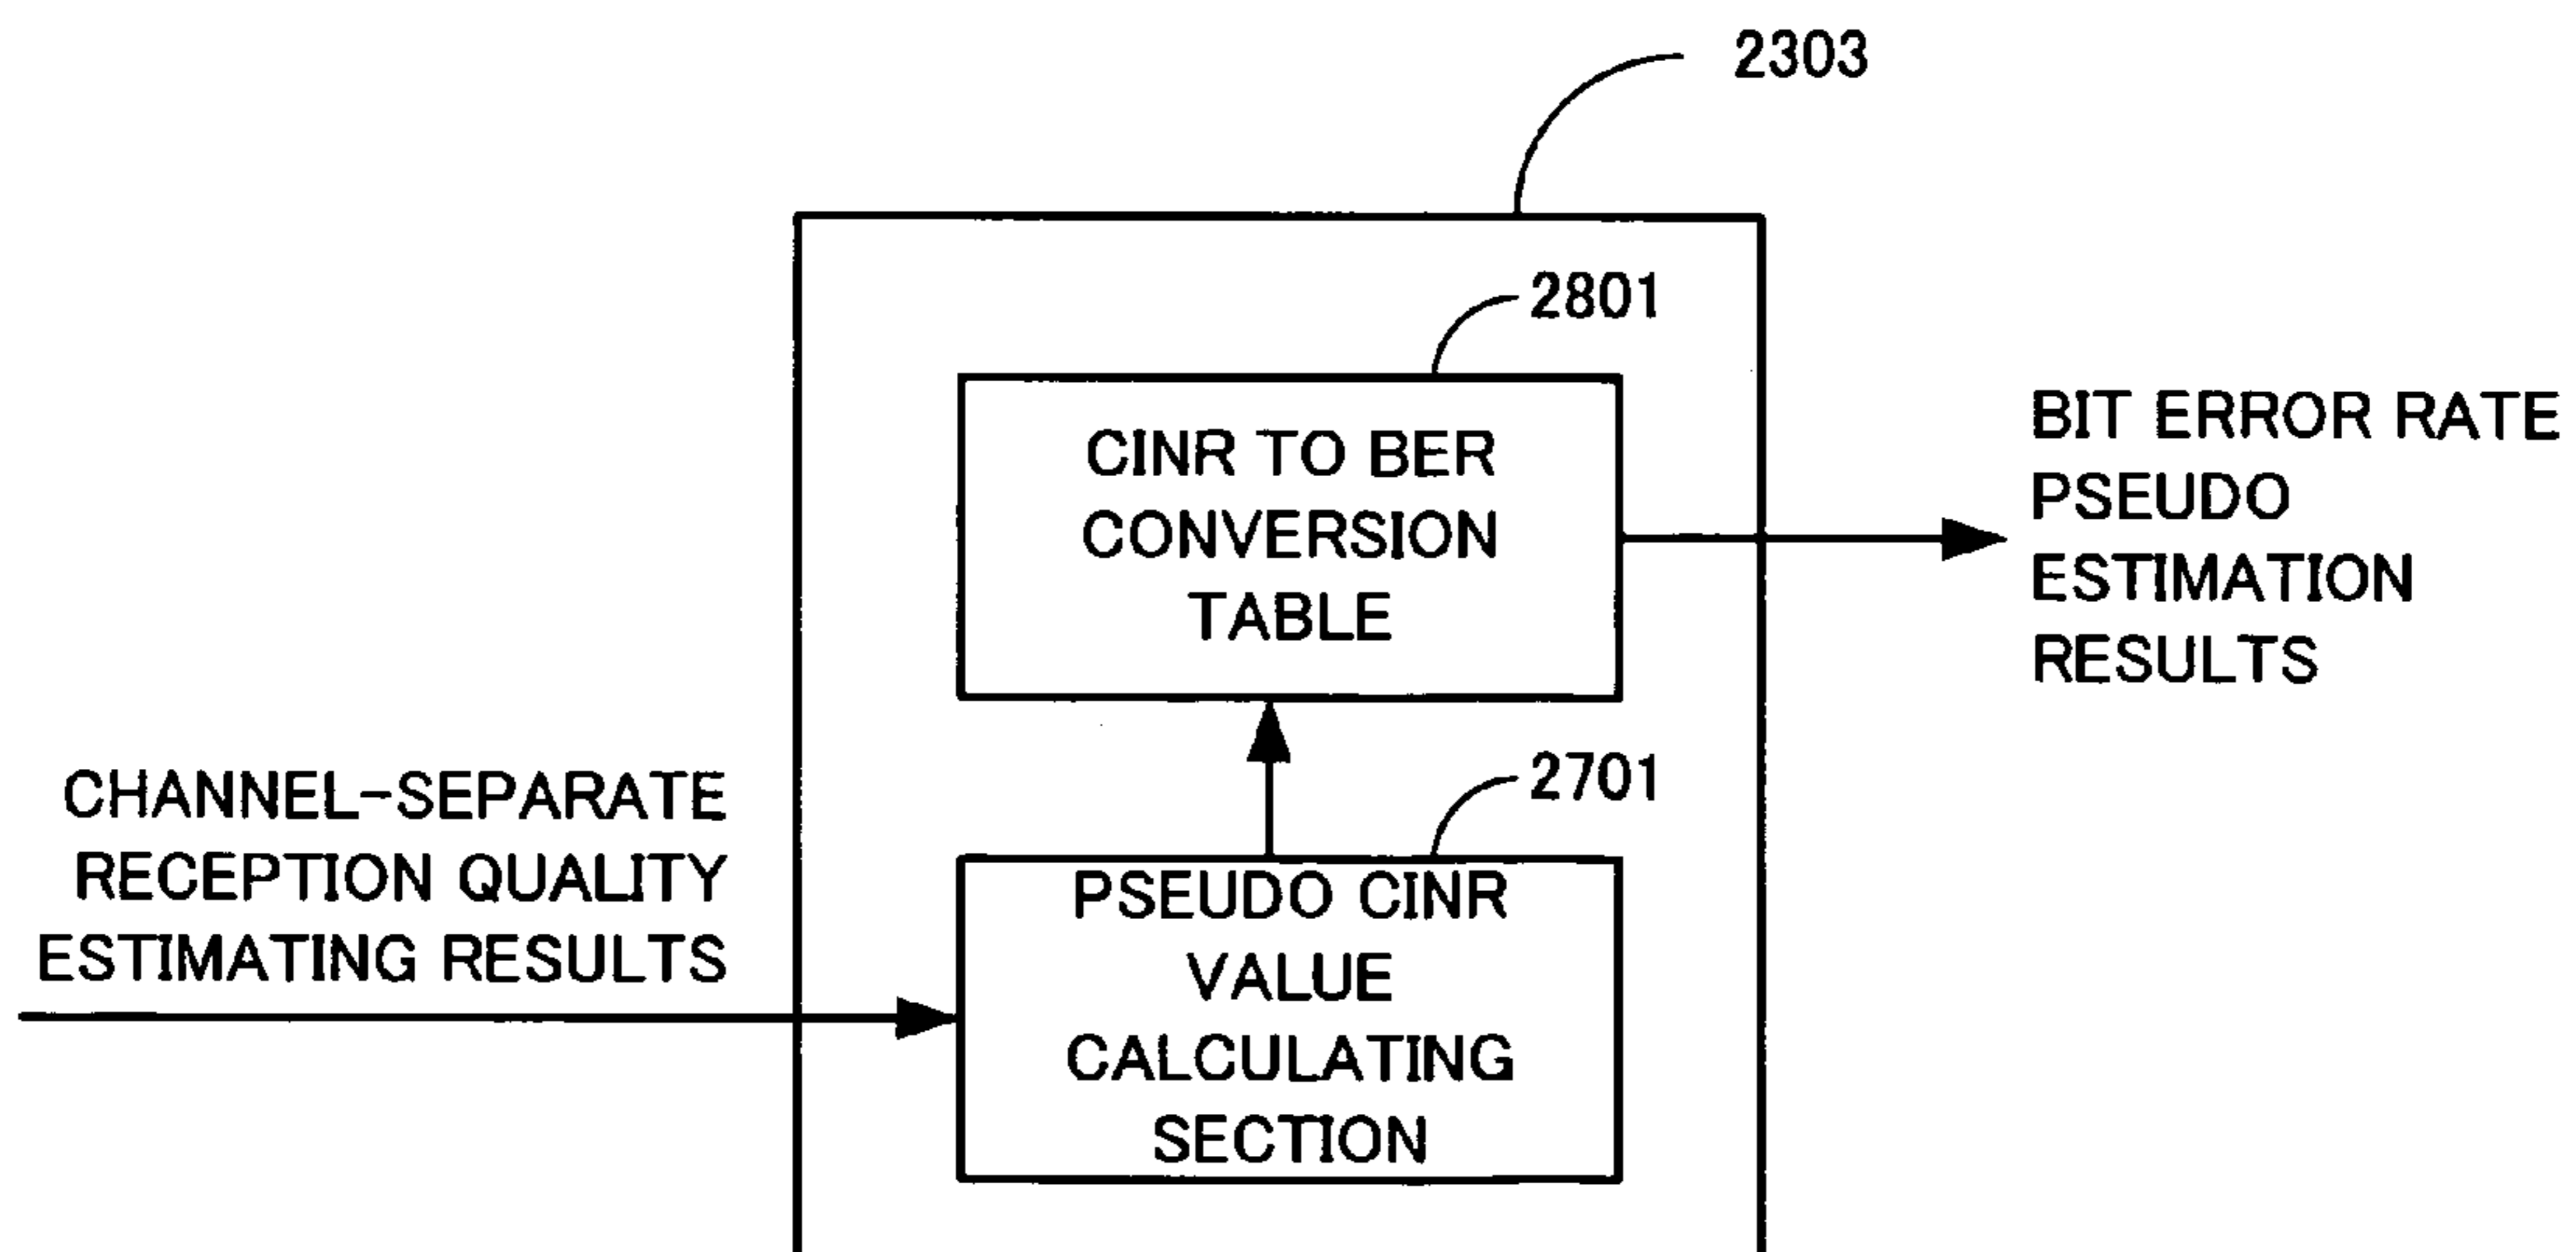 2303
2801
CINR TO BER
CONVERSION
TABLE
BIT ERROR RATE
PSEUDO
ESTIMATION
RESULTS
2701
CHANNEL-SEPARATE
RECEPTION QUALITY
ESTIMATING RESULTS
PSEUDO CINR
VALUE
CALCULATING
SECTION